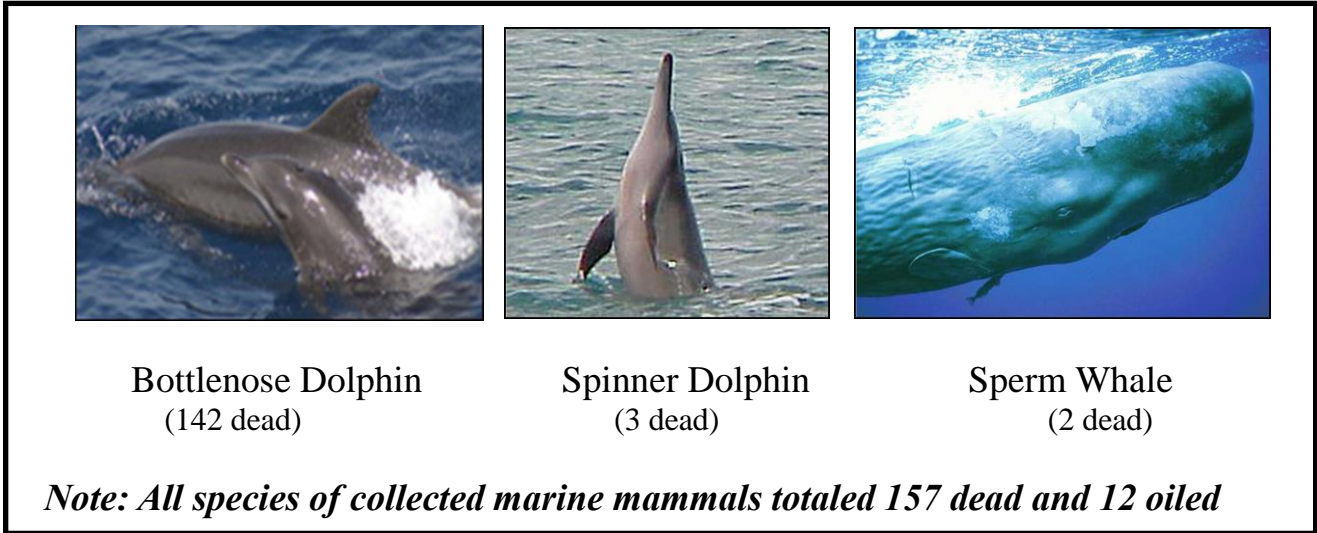 Bottlenose Dolphin Spinner Dolphin Sperm Whale
(142 dead) (3 dead) (2 dead)
Note: All species of collected marine mammals totaled 157 dead and 12 oiled